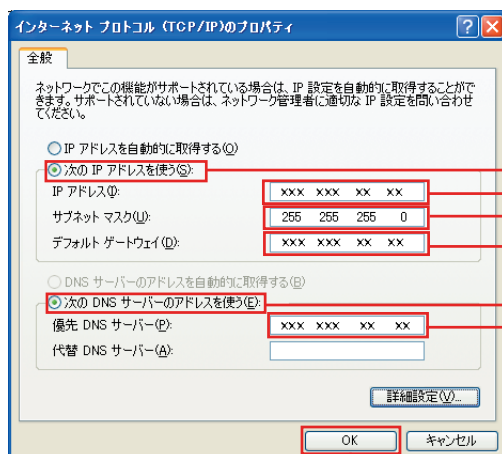 インターネット プロトコル (TCP/IP)のプロパティ
全般
ネットワークでこの機能がサポートされている場合は、IP 設定を自動的に取得することがで
きます。サポートされていない場合は、ネットワーク管理者に適切な IP 設定を問い合わせ
てください。
IP アドレスを自動的に取得する(O)
次の IP アドレスを使う(S):
IP アドレス(I): xxx xxx xx xx
サブネット マスク(U): 255 255 255 0
デフォルト ゲートウェイ(D): xxx xxx xx xx
DNS サーバーのアドレスを自動的に取得する(B)
次の DNS サーバーのアドレスを使う(E):
優先 DNS サーバー(P): xxx xxx xx xx
代替 DNS サーバー(A):
詳細設定(V)...
OK キャンセル